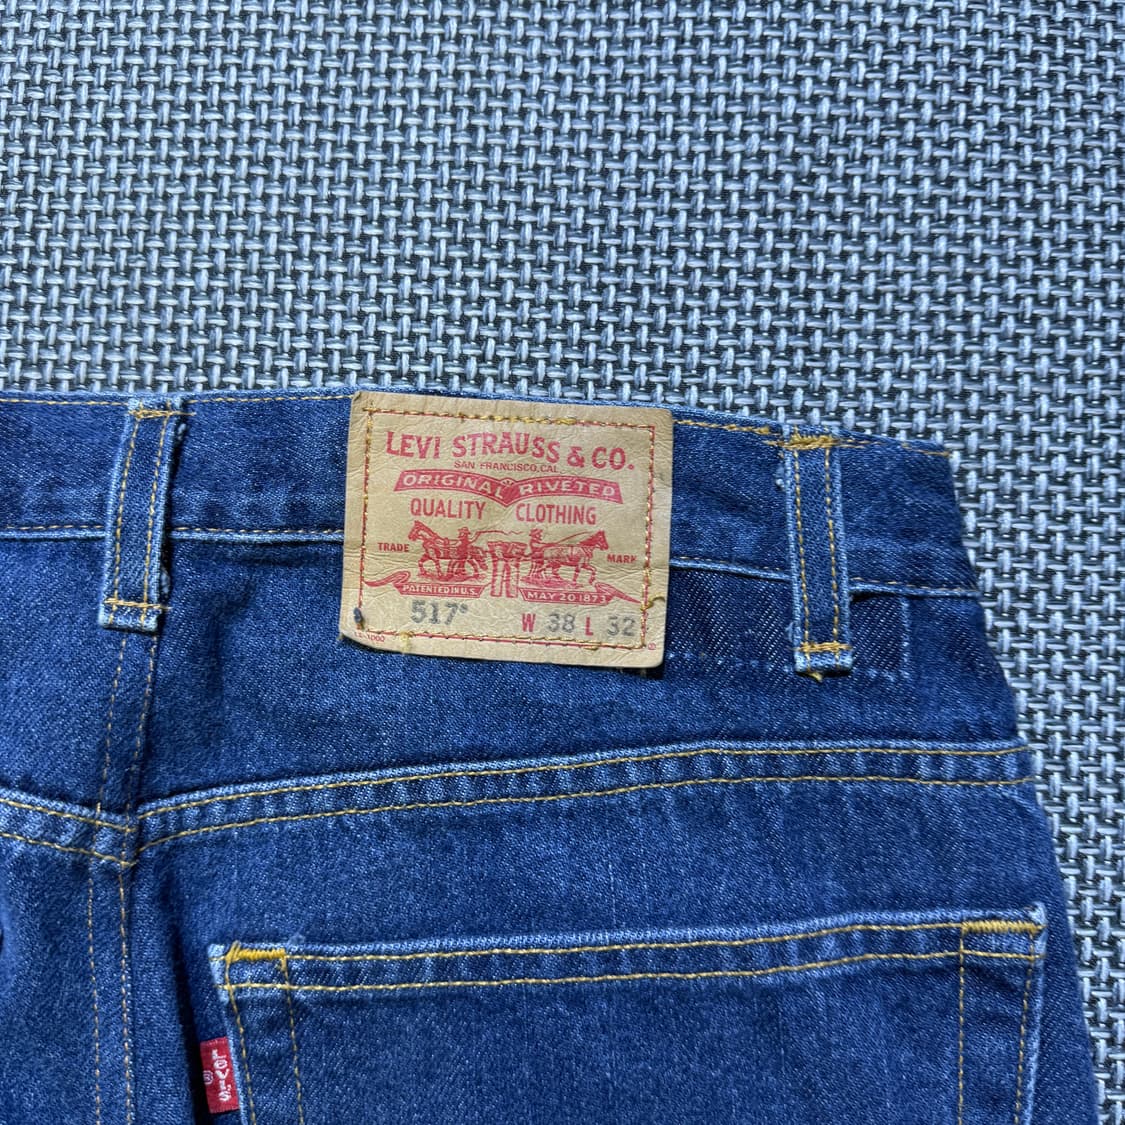 LEVI STRAUSS & CO.
SAN FRANCISCO, CAL.
ORIGINAL RIVETED
QUALITY CLOTHING
TRADE MARK
PATENTED IN U.S. MAY 20 1873
517* W 38 L 32
®
LEVI'S
®